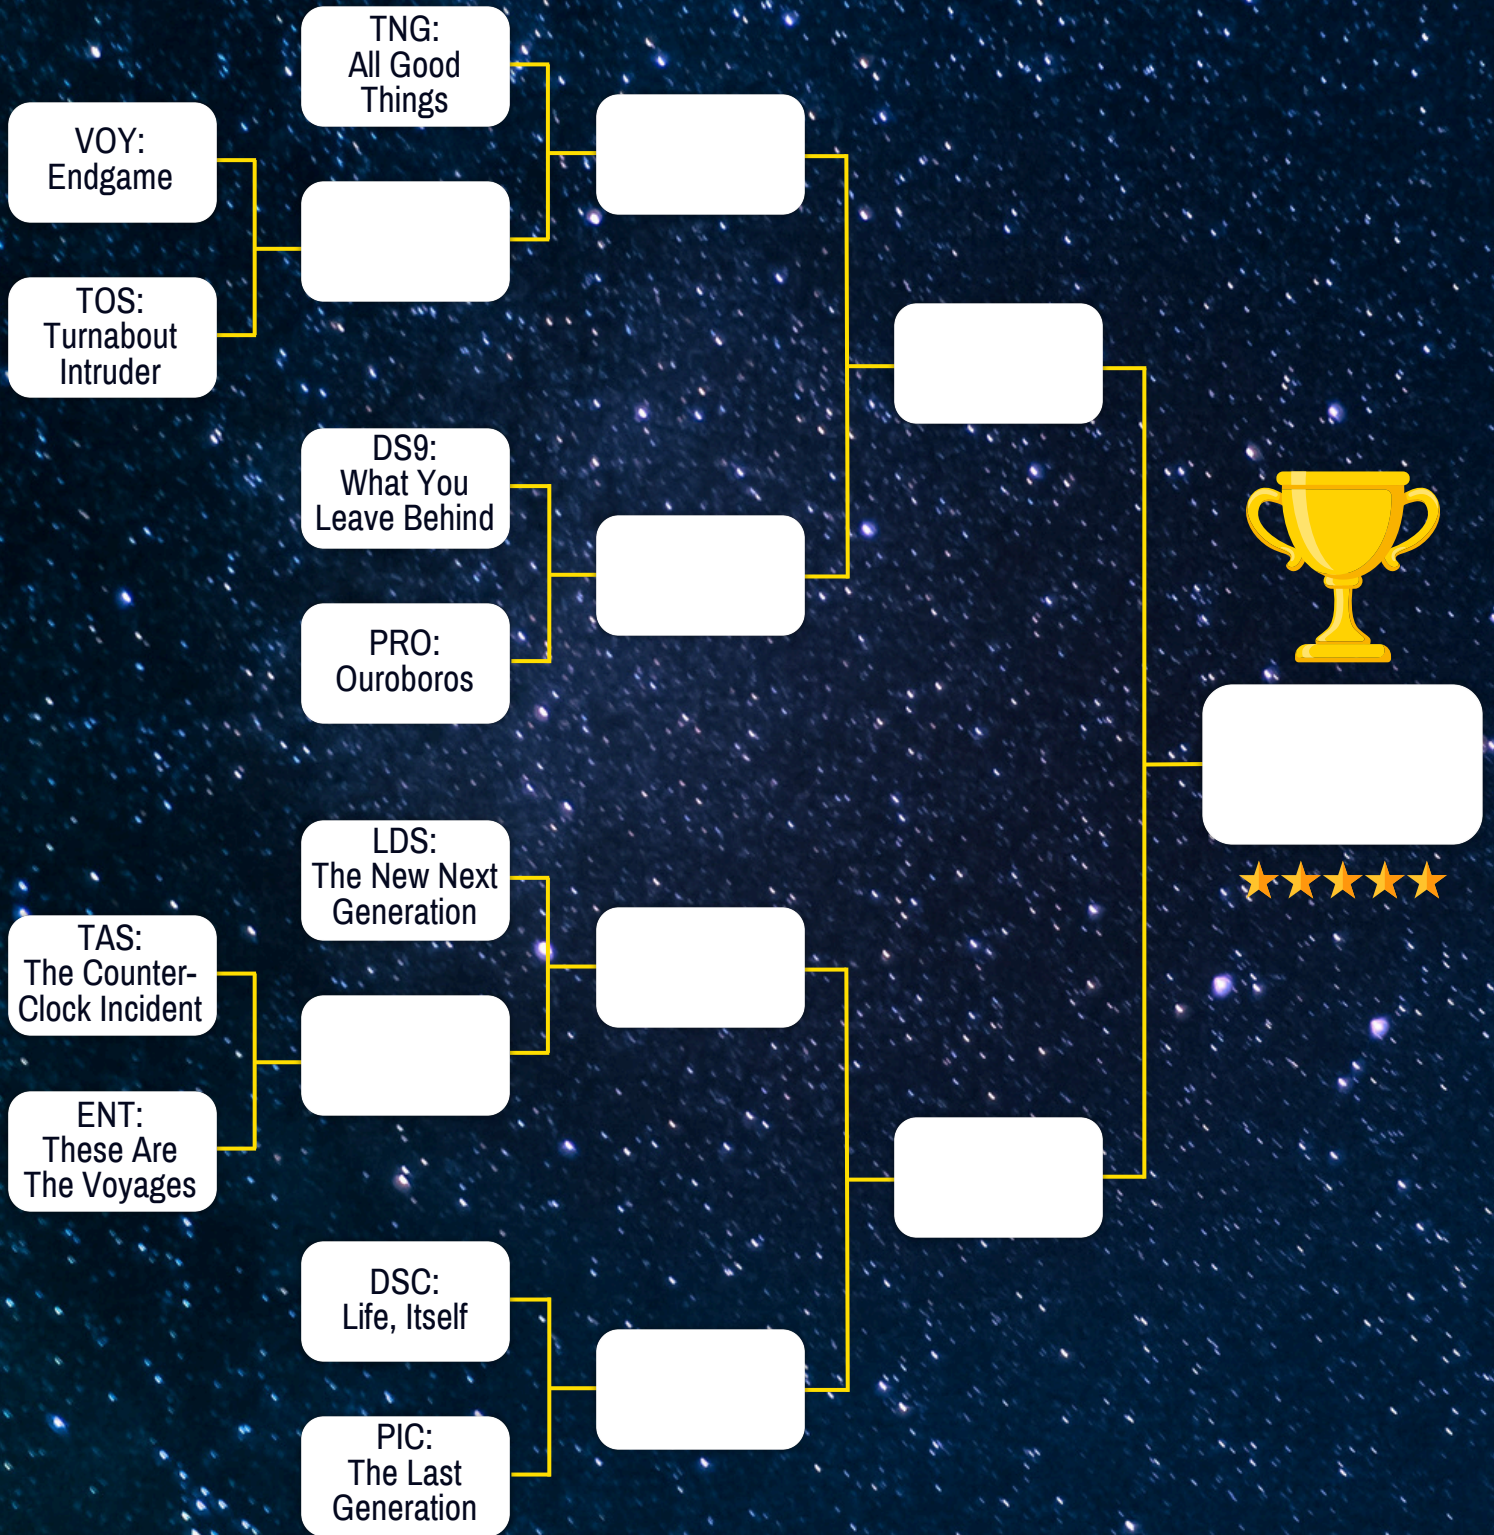 TNG:
All Good
Things
VOY:
Endgame
TOS:
Turnabout
Intruder
DS9:
What You
Leave Behind
PRO:
Ouroboros
LDS:
The New Next
Generation
TAS:
The Counter-
Clock Incident
ENT:
These Are
The Voyages
DSC:
Life, Itself
PIC:
The Last
Generation